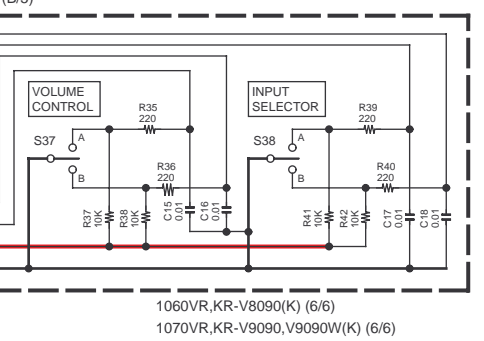 VOLUME
CONTROL
INPUT
SELECTOR
R35
220
R39
220
S37
A
B
S38
A
B
R36
220
R40
220
R37
10K
R38
10K
C15
0.01
C16
0.01
R41
10K
R42
10K
C17
0.01
C18
0.01
1060VR,KR-V8090(K) (6/6)
1070VR,KR-V9090,V9090W(K) (6/6)